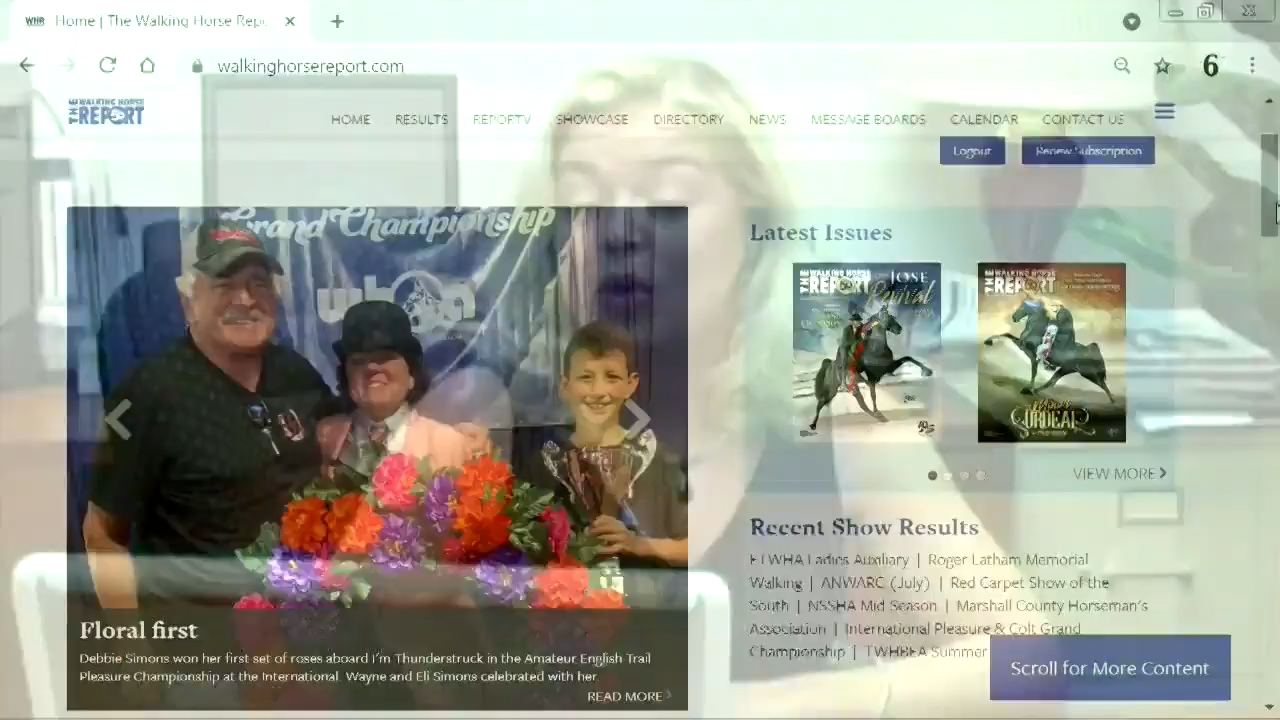 WHR Home | The Walking Horse Repo
walkinghorsereport.com
6
THE WALKING HORSE
REPORT
HOME RESULTS REPORTV SHOWCASE DIRECTORY NEWS MESSAGE BOARDS CALENDAR CONTACT US
Logout Renew Subscription
Grand Championship
Latest Issues
THE WALKING HORSE
REPORT
JOSE
Revival
THE WALKING HORSE
REPORT
ORDEAL
VIEW MORE
Recent Show Results
ETWHA Ladies Auxiliary | Roger Latham Memorial
Walking | ANWARC (July) | Red Carpet Show of the
South | NSSHA Mid Season | Marshall County Horseman's
Association | International Pleasure & Colt Grand
Championship | TWHBEA Summer
Scroll for More Content
Floral first
Debbie Simons won her first set of roses aboard I'm Thunderstruck in the Amateur English Trail
Pleasure Championship at the International. Wayne and Eli Simons celebrated with her.
READ MORE